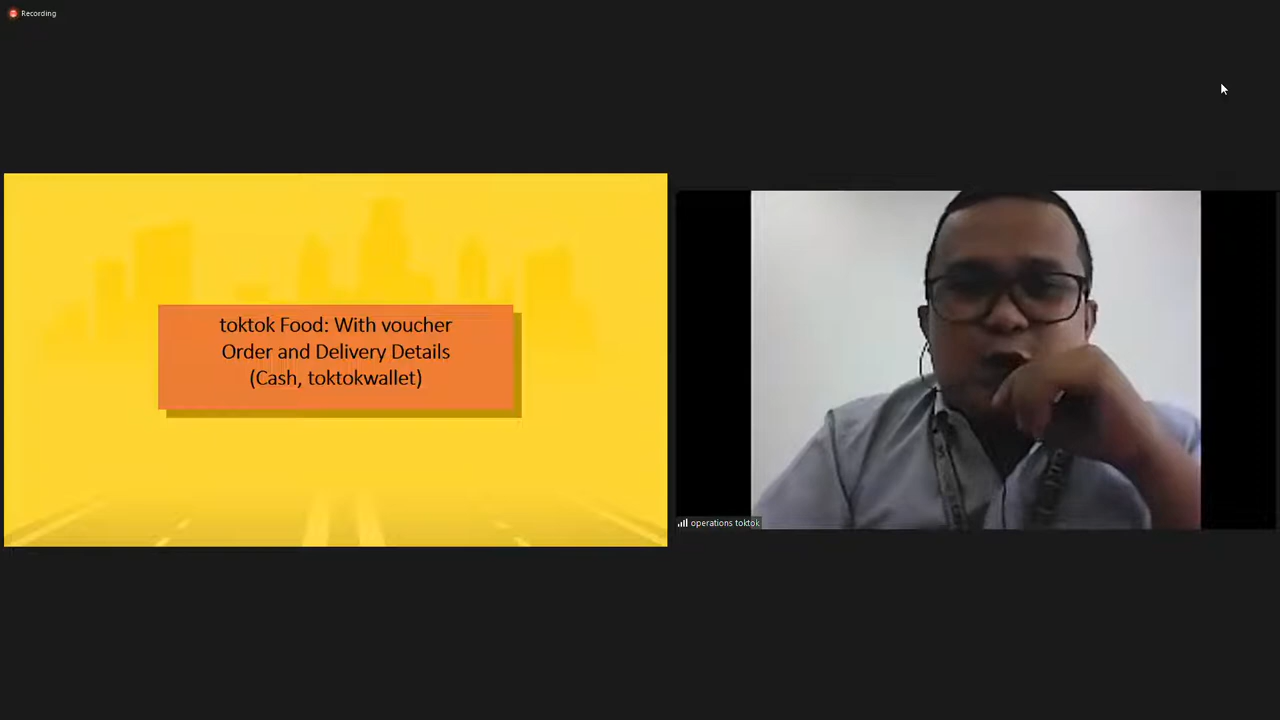 Recording
toktok Food: With voucher
Order and Delivery Details
(Cash, toktokwallet)
operations toktok